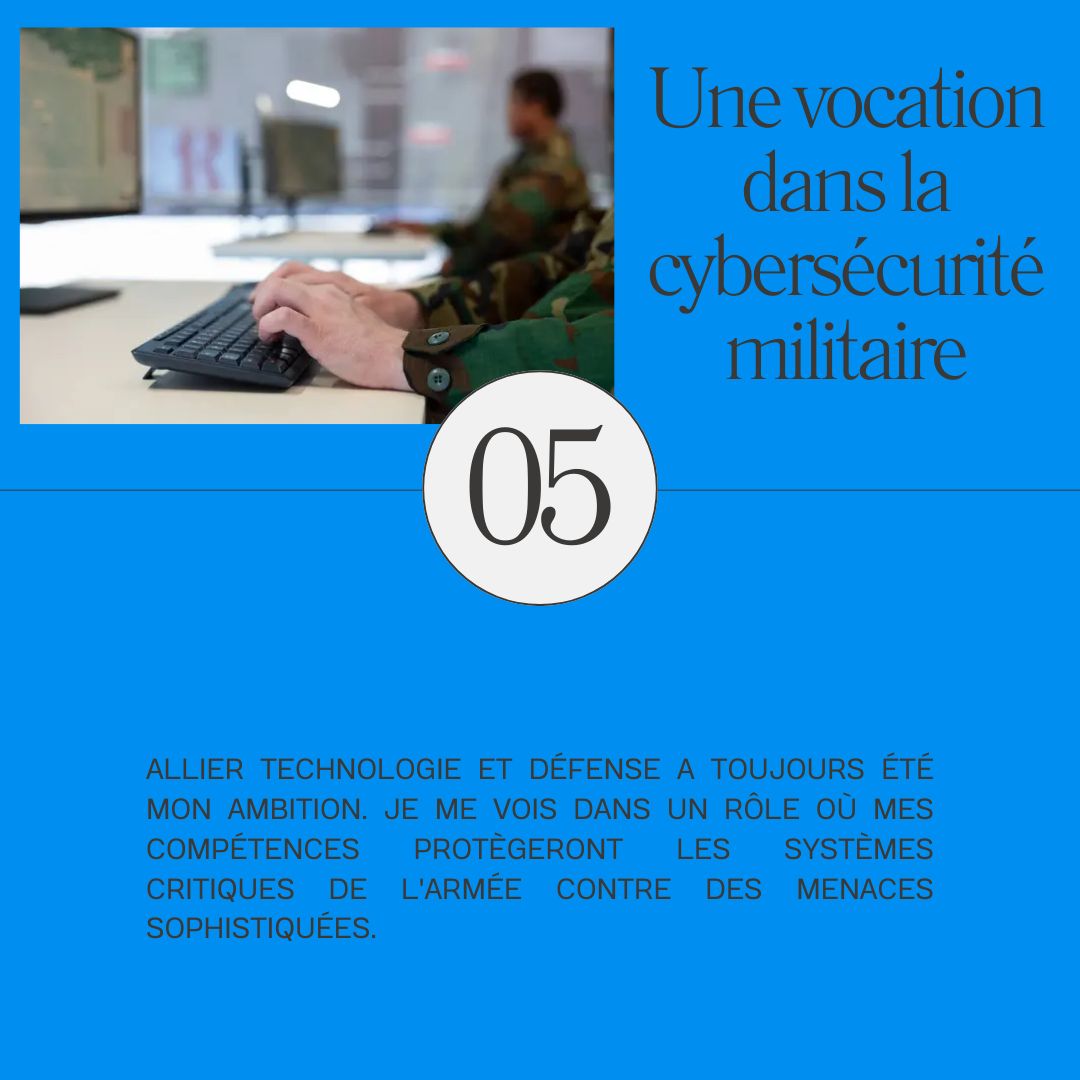 Une vocation
dans la
cybersécurité
militaire
05
ALLIER TECHNOLOGIE ET DÉFENSE A TOUJOURS ÉTÉ
MON AMBITION. JE ME VOIS DANS UN RÔLE OÙ MES
COMPÉTENCES PROTÈGERONT LES SYSTÈMES
CRITIQUES DE L'ARMÉE CONTRE DES MENACES
SOPHISTIQUÉES.